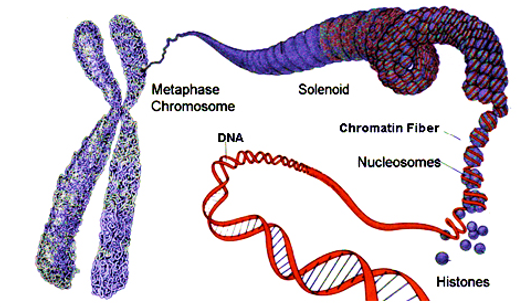 Metaphase
Chromosome
Solenoid
Chromatin Fiber
DNA
Nucleosomes
Histones